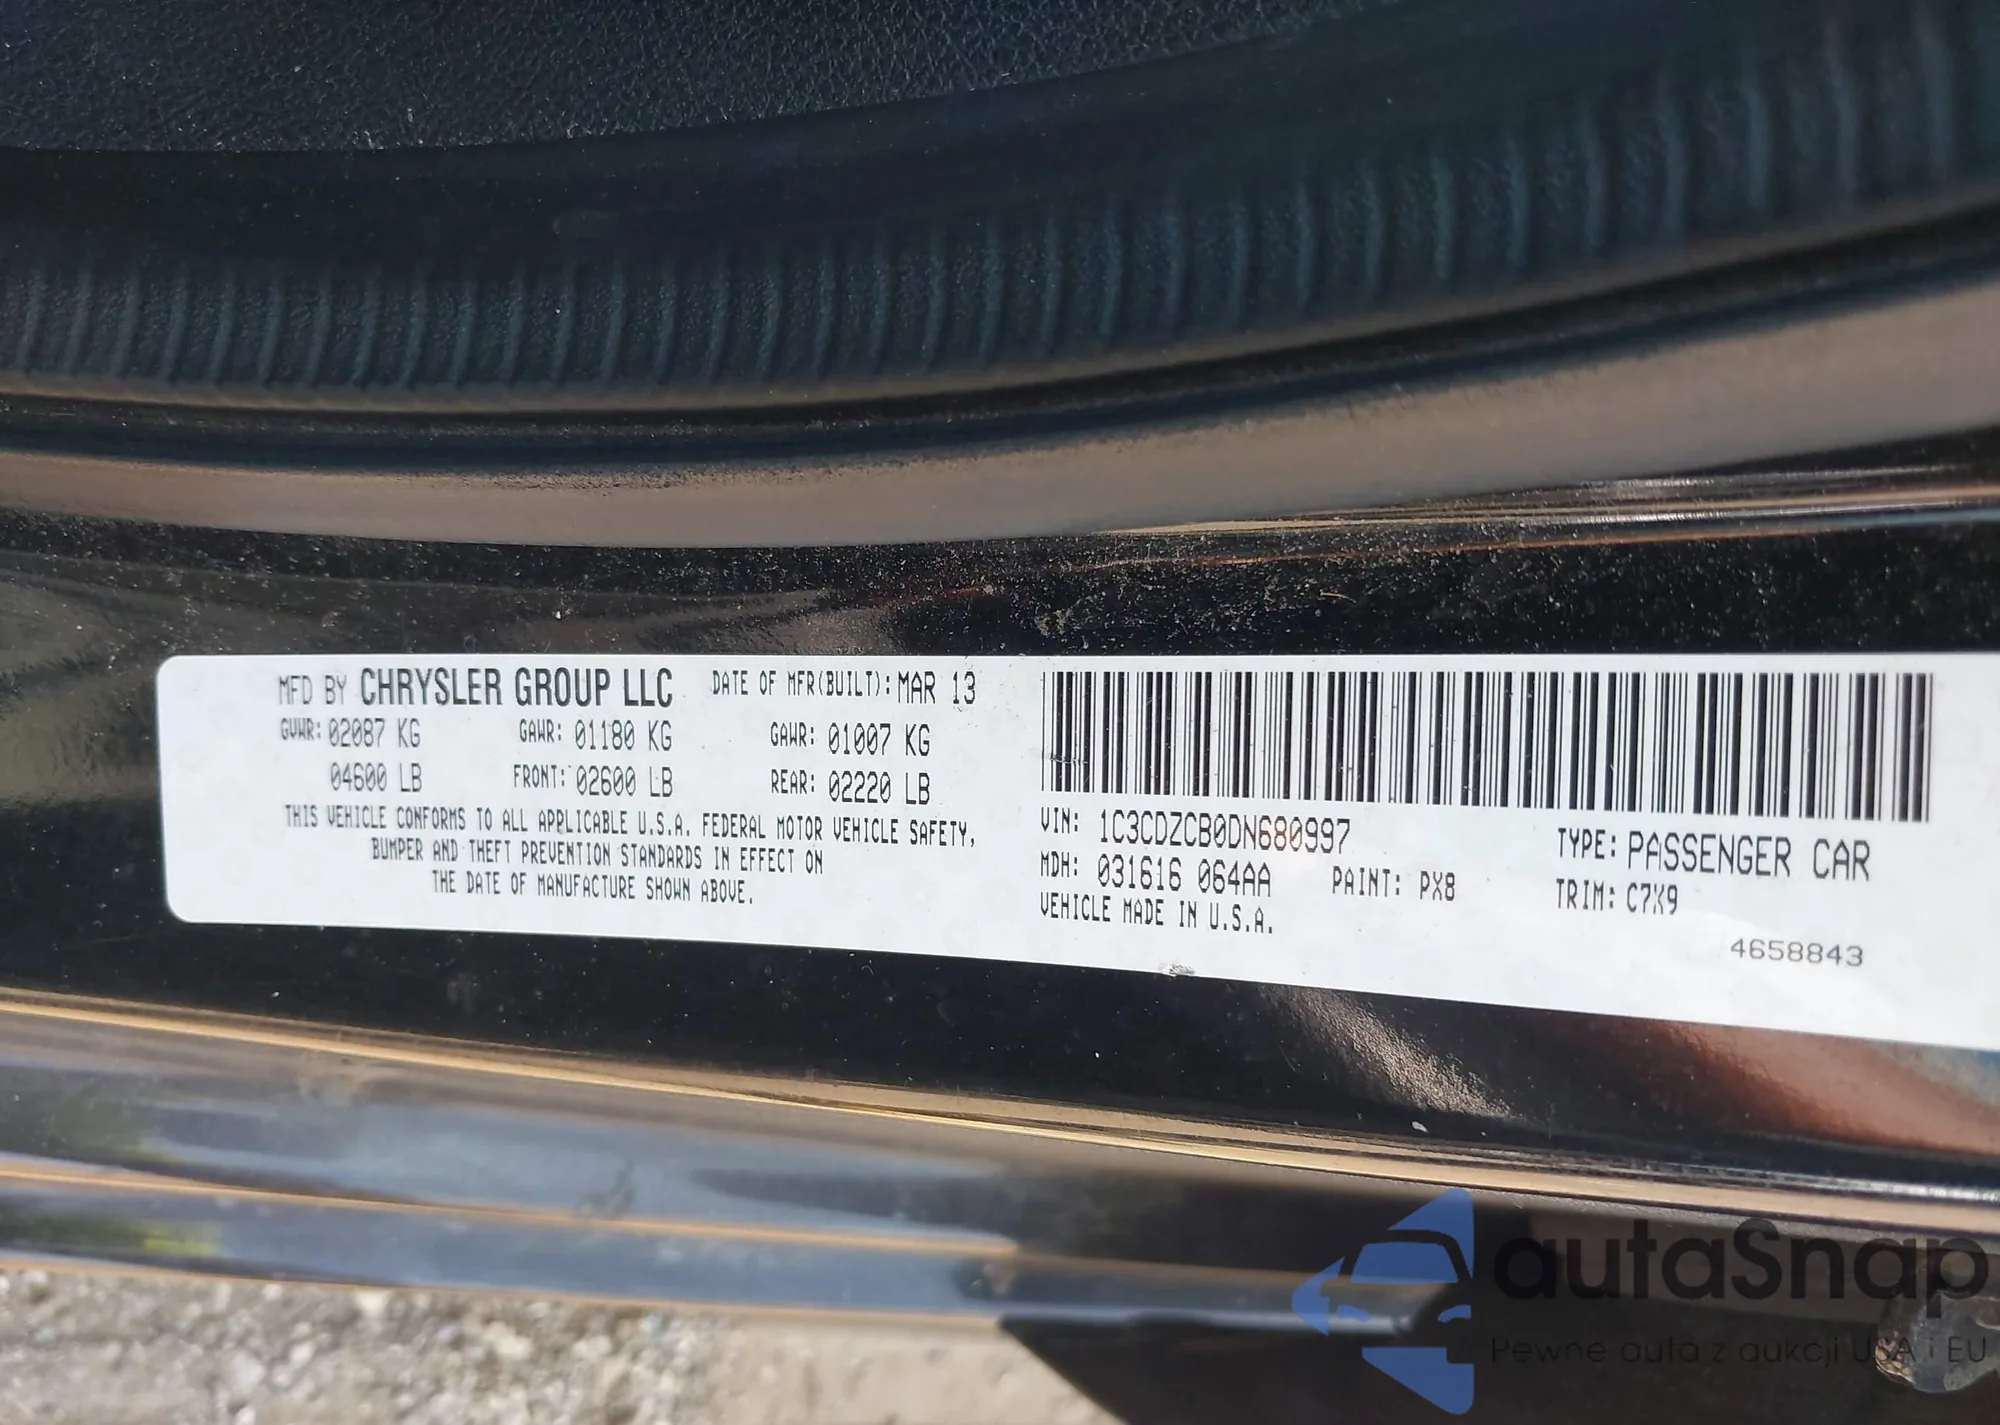 MFD BY CHRYSLER GROUP LLC DATE OF MFR(BUILT): MAR 13
GVWR: 02087 KG GAWR: 01180 KG GAWR: 01007 KG
04600 LB FRONT: 02600 LB REAR: 02220 LB
THIS VEHICLE CONFORMS TO ALL APPLICABLE U.S.A. FEDERAL MOTOR VEHICLE SAFETY,
BUMPER AND THEFT PREVENTION STANDARDS IN EFFECT ON
THE DATE OF MANUFACTURE SHOWN ABOVE.
VIN: 1C3CDZCB0DN680997 TYPE: PASSENGER CAR
MDH: 031616 064AA PAINT: PX8 TRIM: C7X9
VEHICLE MADE IN U.S.A.
4658843
autaSnap
Pewne auta z aukcji USA i EU